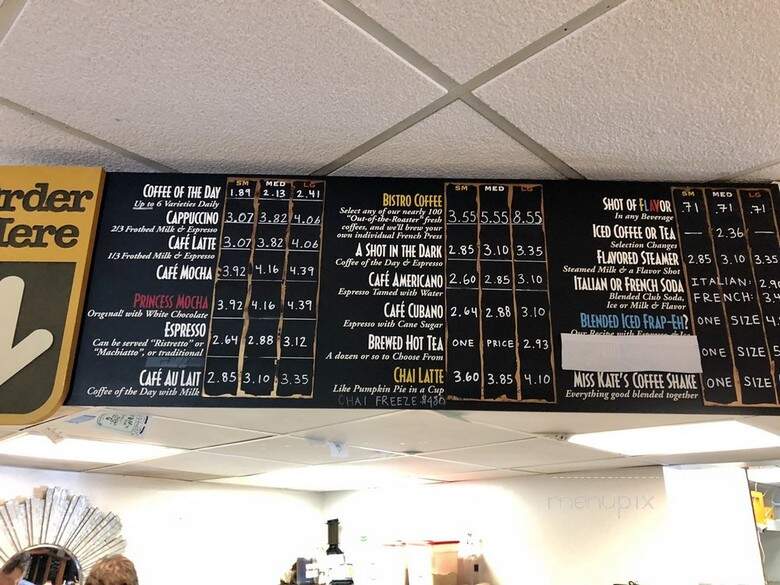 rder
Here
SM MED LG
COFFEE OF THE DAY 1.89 2.13 2.41
Up to 6 Varieties Daily
CAPPUCCINO 3.07 3.82 4.06
2/3 Frothed Milk & Espresso
CAFÉ LATTE 3.07 3.82 4.06
1/3 Frothed Milk & Espresso
CAFÉ MOCHA 3.92 4.16 4.39
PRINCESS MOCHA 3.92 4.16 4.39
Oregenall with White Chocolate
ESPRESSO 2.64 2.88 3.12
Can be served "Ristretto" or
"Machiatto", or traditional
CAFÉ AU LAIT 2.85 3.10 3.35
Coffee of the Day with Milk
SM MED LG
BISTRO COFFEE 3.55 5.55 8.55
Select any of our nearly 100
"Out-of-the-Roaster" fresh
coffee, and we'll brew your
own individual French Press
A SHOT IN THE DARK 2.85 3.10 3.35
Coffee of the Day & Espresso
CAFÉ AMERICANO 2.60 2.85 3.10
Espresso Tamed with Water
CAFÉ CUBANO 2.64 2.88 3.10
Espresso with Cane Sugar
BREWED HOT TEA ONE PRICE 2.93
A dozen or so to Choose From
CHAI LATTE 3.60 3.85 4.10
Like Pumpkin Pie in a Cup
CHAI FREEZE $4.80
SM MED LG
SHOT OF FLAVOR .71 .71 .71
In any Beverage
ICED COFFEE OR TEA — 2.36 —
Selection Changes
FLAVORED STEAMER 2.85 3.10 3.35
Steamed Milk & a Flavor Shot
ITALIAN OR FRENCH SODA ITALIAN: 2.9
Blended Club Soda, FRENCH: 3.
Ice or Milk & Flavor
BLENDED ICED FRAP-EH? ONE SIZE 4.
Our Recipe with Espresso & Ice
ONE SIZE
MISS KATE'S COFFEE SHAKE ONE SIZE
Everything good blended together
menupix